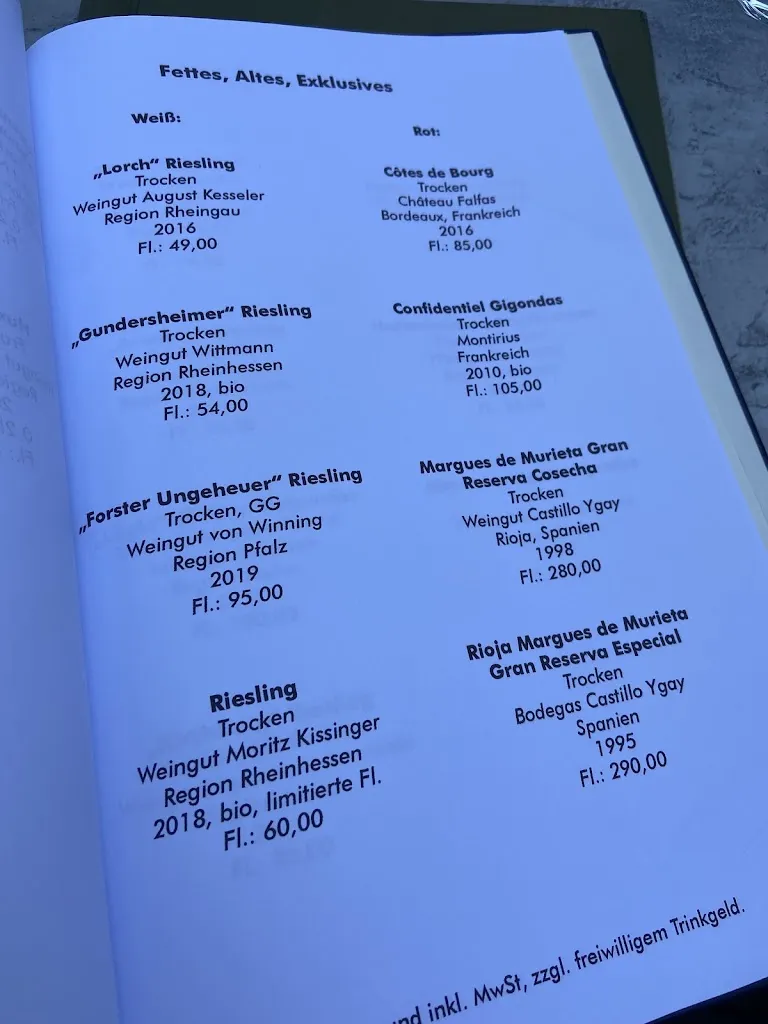 Fettes, Altes, Exklusives
Weiß:
„Lorch“ Riesling
Trocken
Weingut August Kesseler
Region Rheingau
2016
Fl.: 49,00
„Gundersheimer“ Riesling
Trocken
Weingut Wittmann
Region Rheinhessen
2018, bio
Fl.: 54,00
„Forster Ungeheuer“ Riesling
Trocken, GG
Weingut von Winning
Region Pfalz
2019
Fl.: 95,00
Riesling
Trocken
Weingut Moritz Kissinger
Region Rheinhessen
2018, bio, limitierte Fl.
Fl.: 60,00
Rot:
Côtes de Bourg
Trocken
Château Falfas
Bordeaux, Frankreich
2016
Fl.: 85,00
Confidentiel Gigondas
Trocken
Montirius
Frankreich
2010, bio
Fl.: 105,00
Margues de Murieta Gran
Reserva Cosecha
Trocken
Weingut Castillo Ygay
Rioja, Spanien
1998
Fl.: 280,00
Rioja Margues de Murieta
Gran Reserva Especial
Trocken
Bodegas Castillo Ygay
Spanien
1995
Fl.: 290,00
inkl. MwSt, zzgl. freiwilligem Trinkgeld.